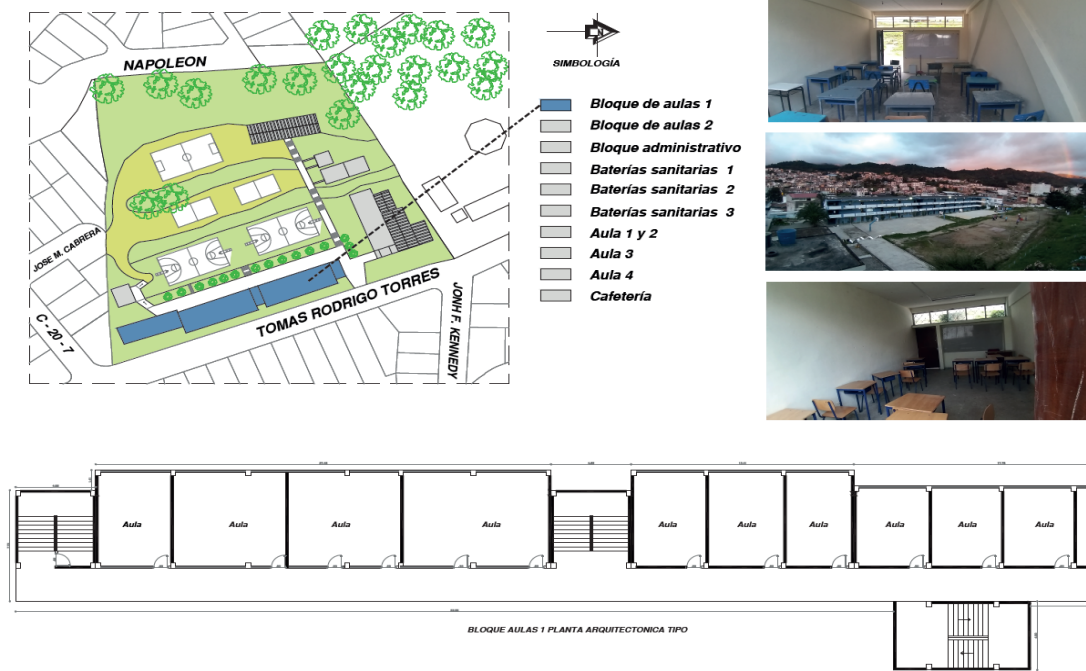 NAPOLEON
JOSE M. CABRERA
C - 20 - 7
TOMAS RODRIGO TORRES
JONH F. KENNEDY
SIMBOLOGÍA
Bloque de aulas 1
Bloque de aulas 2
Bloque administrativo
Baterías sanitarias 1
Baterías sanitarias 2
Baterías sanitarias 3
Aula 1 y 2
Aula 3
Aula 4
Cafetería
Aula
Aula
Aula
Aula
Aula
Aula
Aula
Aula
Aula
Aula
BLOQUE AULAS 1 PLANTA ARQUITECTONICA TIPO